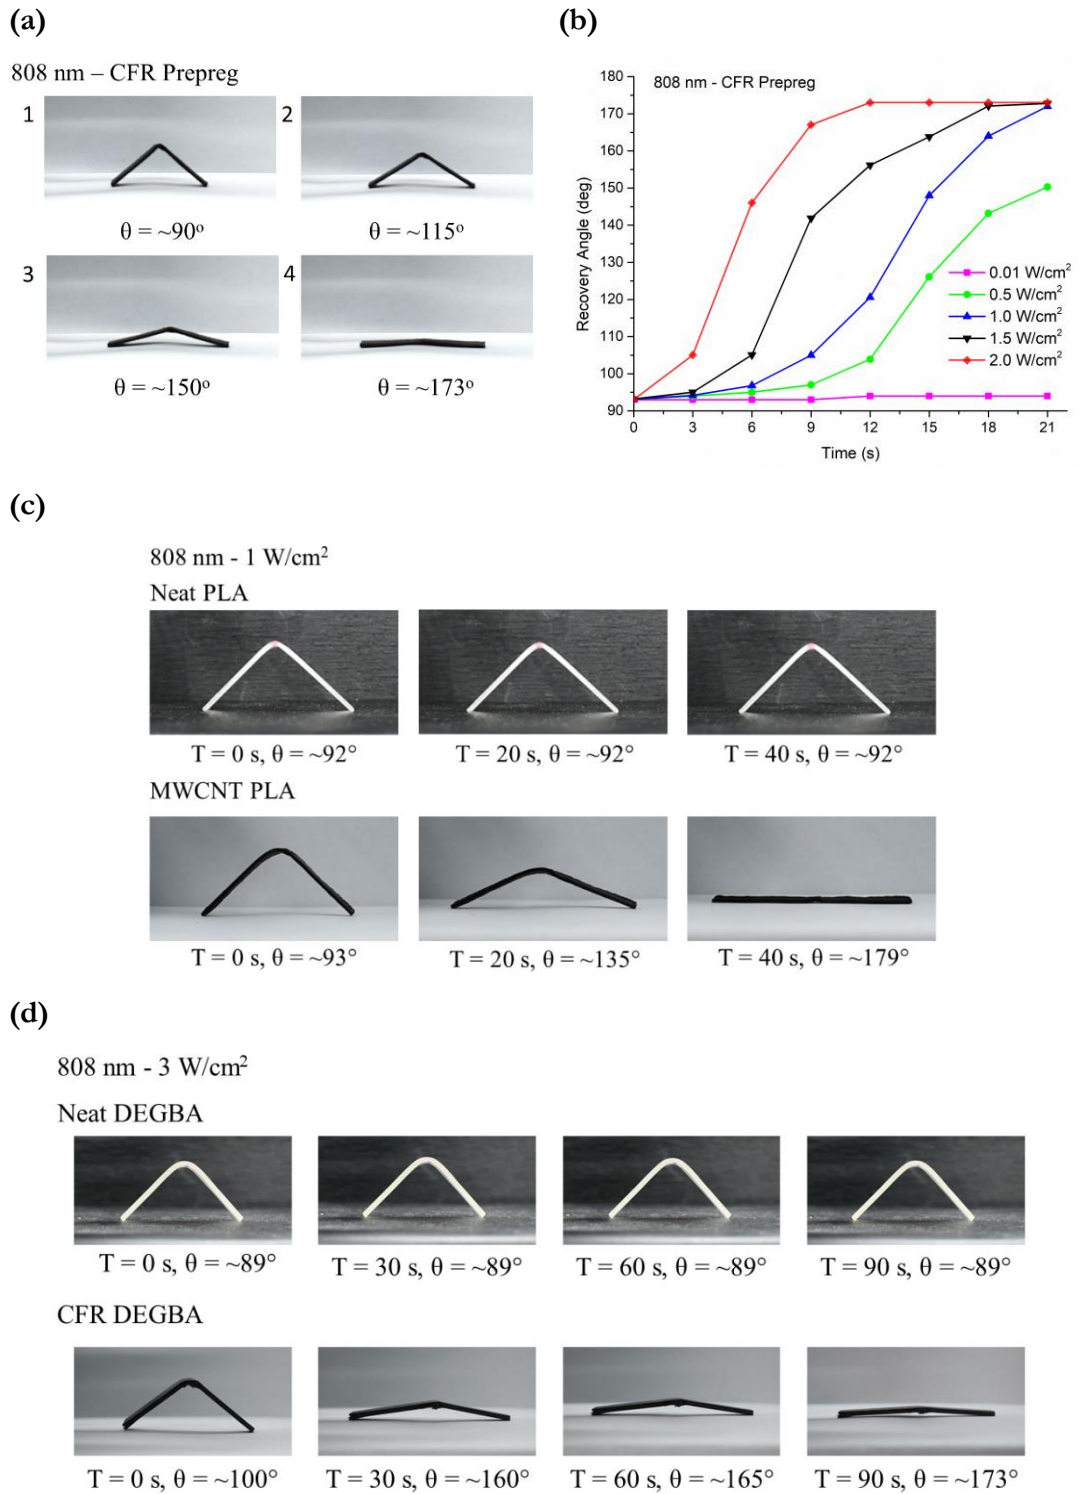 (a)
808 nm – CFR Prepreg
1
2
θ = ~90º
θ = ~115º
3
4
θ = ~150º
θ = ~173º
(b)
808 nm - CFR Prepreg
Recovery Angle (deg)
180
170
160
150
140
130
120
110
100
90
0.01 W/cm²
0.5 W/cm²
1.0 W/cm²
1.5 W/cm²
2.0 W/cm²
0 3 6 9 12 15 18 21
Time (s)
(c)
808 nm - 1 W/cm²
Neat PLA
T = 0 s, θ = ~92°
T = 20 s, θ = ~92°
T = 40 s, θ = ~92°
MWCNT PLA
T = 0 s, θ = ~93°
T = 20 s, θ = ~135°
T = 40 s, θ = ~179°
(d)
808 nm - 3 W/cm²
Neat DEGBA
T = 0 s, θ = ~89°
T = 30 s, θ = ~89°
T = 60 s, θ = ~89°
T = 90 s, θ = ~89°
CFR DEGBA
T = 0 s, θ = ~100°
T = 30 s, θ = ~160°
T = 60 s, θ = ~165°
T = 90 s, θ = ~173°